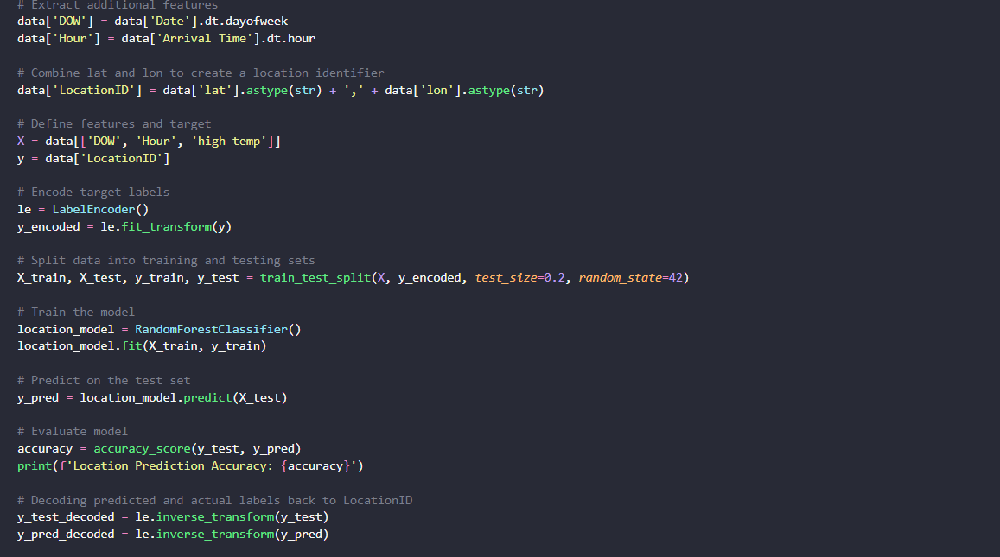 # Extract additional features
data['DOW'] = data['Date'].dt.dayofweek
data['Hour'] = data['Arrival Time'].dt.hour
# Combine lat and lon to create a location identifier
data['LocationID'] = data['lat'].astype(str) + ',' + data['lon'].astype(str)
# Define features and target
X = data[['DOW', 'Hour', 'high temp']]
y = data['LocationID']
# Encode target labels
le = LabelEncoder()
y_encoded = le.fit_transform(y)
# Split data into training and testing sets
X_train, X_test, y_train, y_test = train_test_split(X, y_encoded, test_size=0.2, random_state=42)
# Train the model
location_model = RandomForestClassifier()
location_model.fit(X_train, y_train)
# Predict on the test set
y_pred = location_model.predict(X_test)
# Evaluate model
accuracy = accuracy_score(y_test, y_pred)
print(f'Location Prediction Accuracy: {accuracy}')
# Decoding predicted and actual labels back to LocationID
y_test_decoded = le.inverse_transform(y_test)
y_pred_decoded = le.inverse_transform(y_pred)